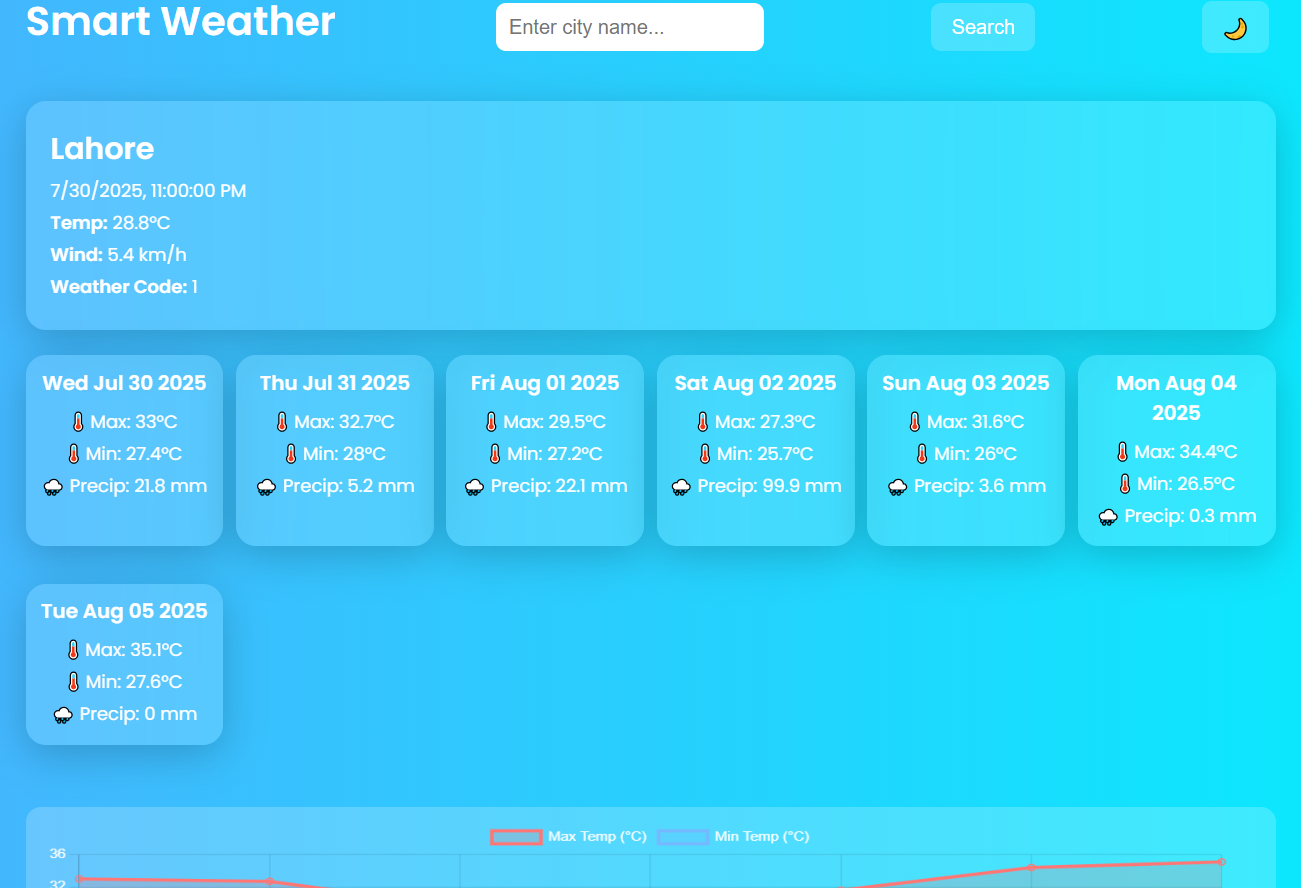 Smart Weather
Enter city name...
Search
Lahore
7/30/2025, 11:00:00 PM
Temp: 28.8°C
Wind: 5.4 km/h
Weather Code: 1
Wed Jul 30 2025
Max: 33°C
Min: 27.4°C
Precip: 21.8 mm
Thu Jul 31 2025
Max: 32.7°C
Min: 28°C
Precip: 5.2 mm
Fri Aug 01 2025
Max: 29.5°C
Min: 27.2°C
Precip: 22.1 mm
Sat Aug 02 2025
Max: 27.3°C
Min: 25.7°C
Precip: 99.9 mm
Sun Aug 03 2025
Max: 31.6°C
Min: 26°C
Precip: 3.6 mm
Mon Aug 04
2025
Max: 34.4°C
Min: 26.5°C
Precip: 0.3 mm
Tue Aug 05 2025
Max: 35.1°C
Min: 27.6°C
Precip: 0 mm
Max Temp (°C) Min Temp (°C)
36
32